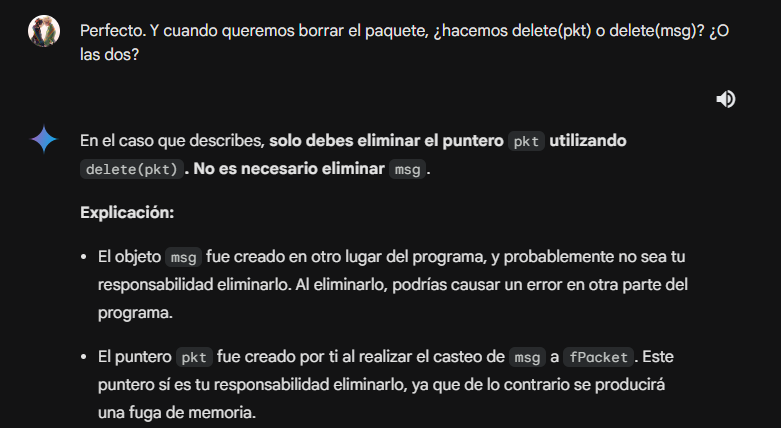 Perfecto. Y cuando queremos borrar el paquete, ¿hacemos delete(pkt) o delete(msg)? ¿O
las dos?
En el caso que describes, solo debes eliminar el puntero pkt utilizando
delete(pkt). No es necesario eliminar msg.
Explicación:
• El objeto msg fue creado en otro lugar del programa, y probablemente no sea tu
responsabilidad eliminarlo. Al eliminarlo, podrías causar un error en otra parte del
programa.
• El puntero pkt fue creado por ti al realizar el casteo de msg a fPacket. Este
puntero sí es tu responsabilidad eliminarlo, ya que de lo contrario se producirá
una fuga de memoria.